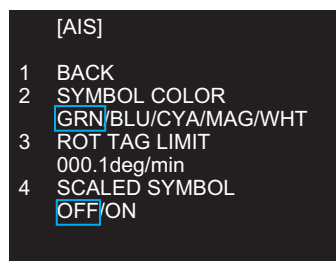 [AIS]
1 BACK
2 SYMBOL COLOR
GRN/BLU/CYA/MAG/WHT
3 ROT TAG LIMIT
000.1deg/min
4 SCALED SYMBOL
OFF/ON